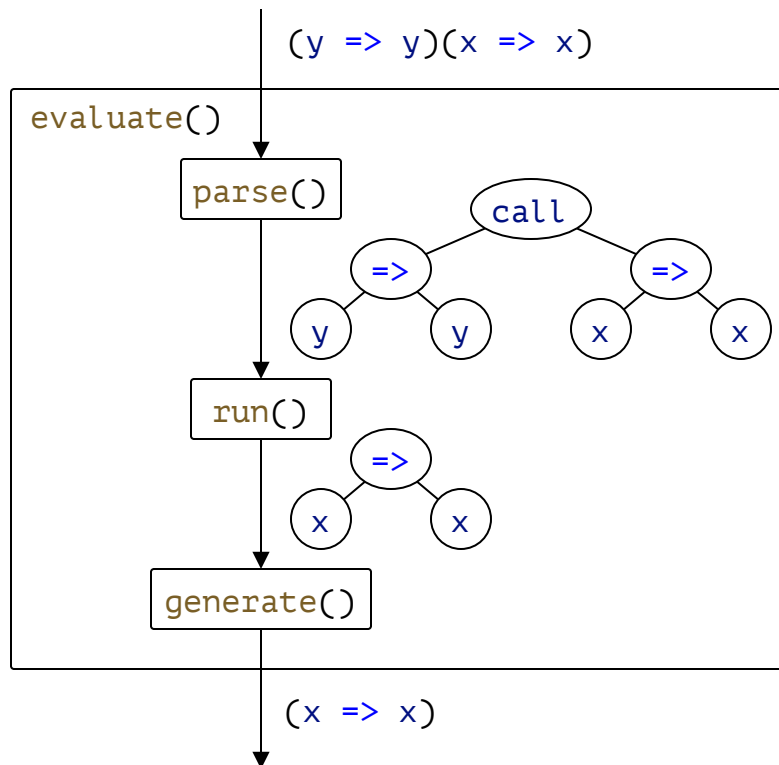 (y => y)(x => x)
evaluate()
parse()
call
=> =>
y y x x
run()
=>
x x
generate()
(x => x)